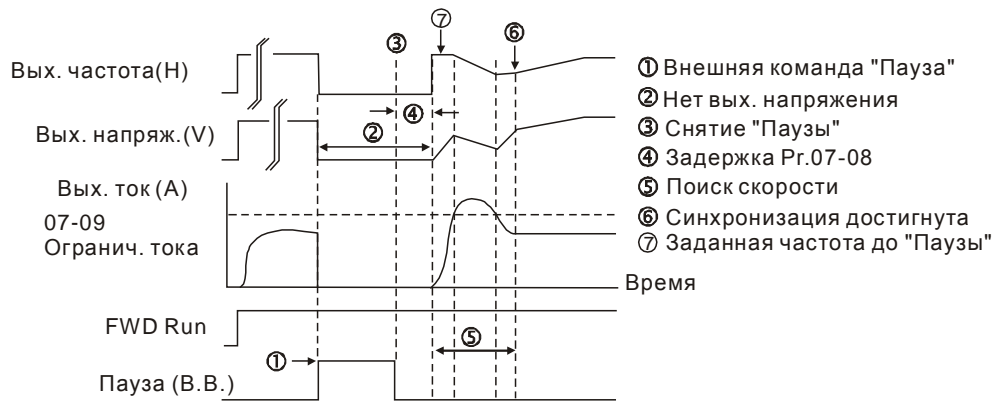 ⑦
⑥
③
Вых. частота(H)
④
②
Вых. напряж.(V)
Вых. ток (A)
07-09
Огранич. тока
Время
FWD Run
⑤
①
Пауза (B.B.)
① Внешняя команда "Пауза"
② Нет вых. напряжения
③ Снятие "Паузы"
④ Задержка Pr.07-08
⑤ Поиск скорости
⑥ Синхронизация достигнута
⑦ Заданная частота до "Паузы"